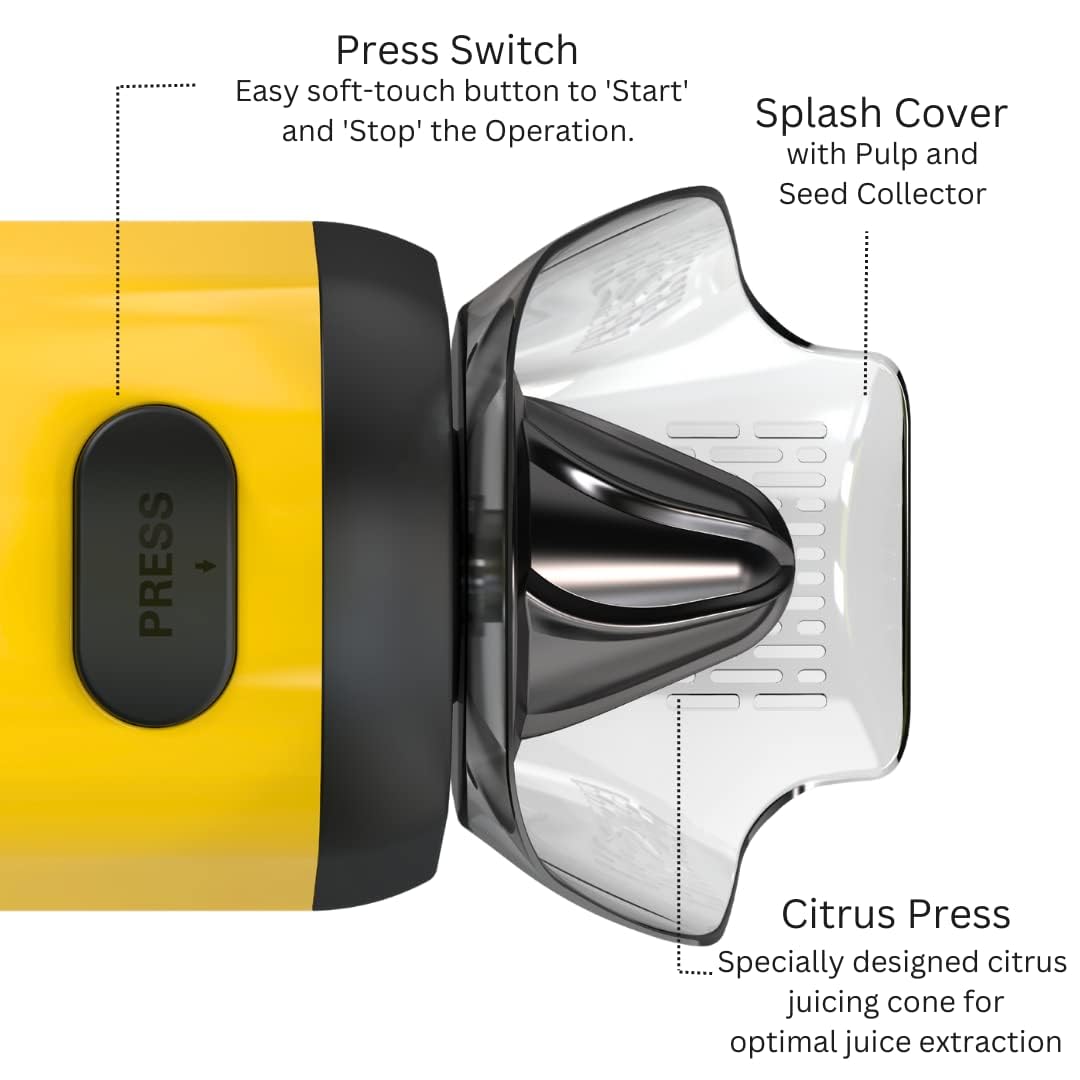 Press Switch
Easy soft-touch button to 'Start'
and 'Stop' the Operation.
Splash Cover
with Pulp and
Seed Collector
PRESS
Citrus Press
Specially designed citrus
juicing cone for
optimal juice extraction